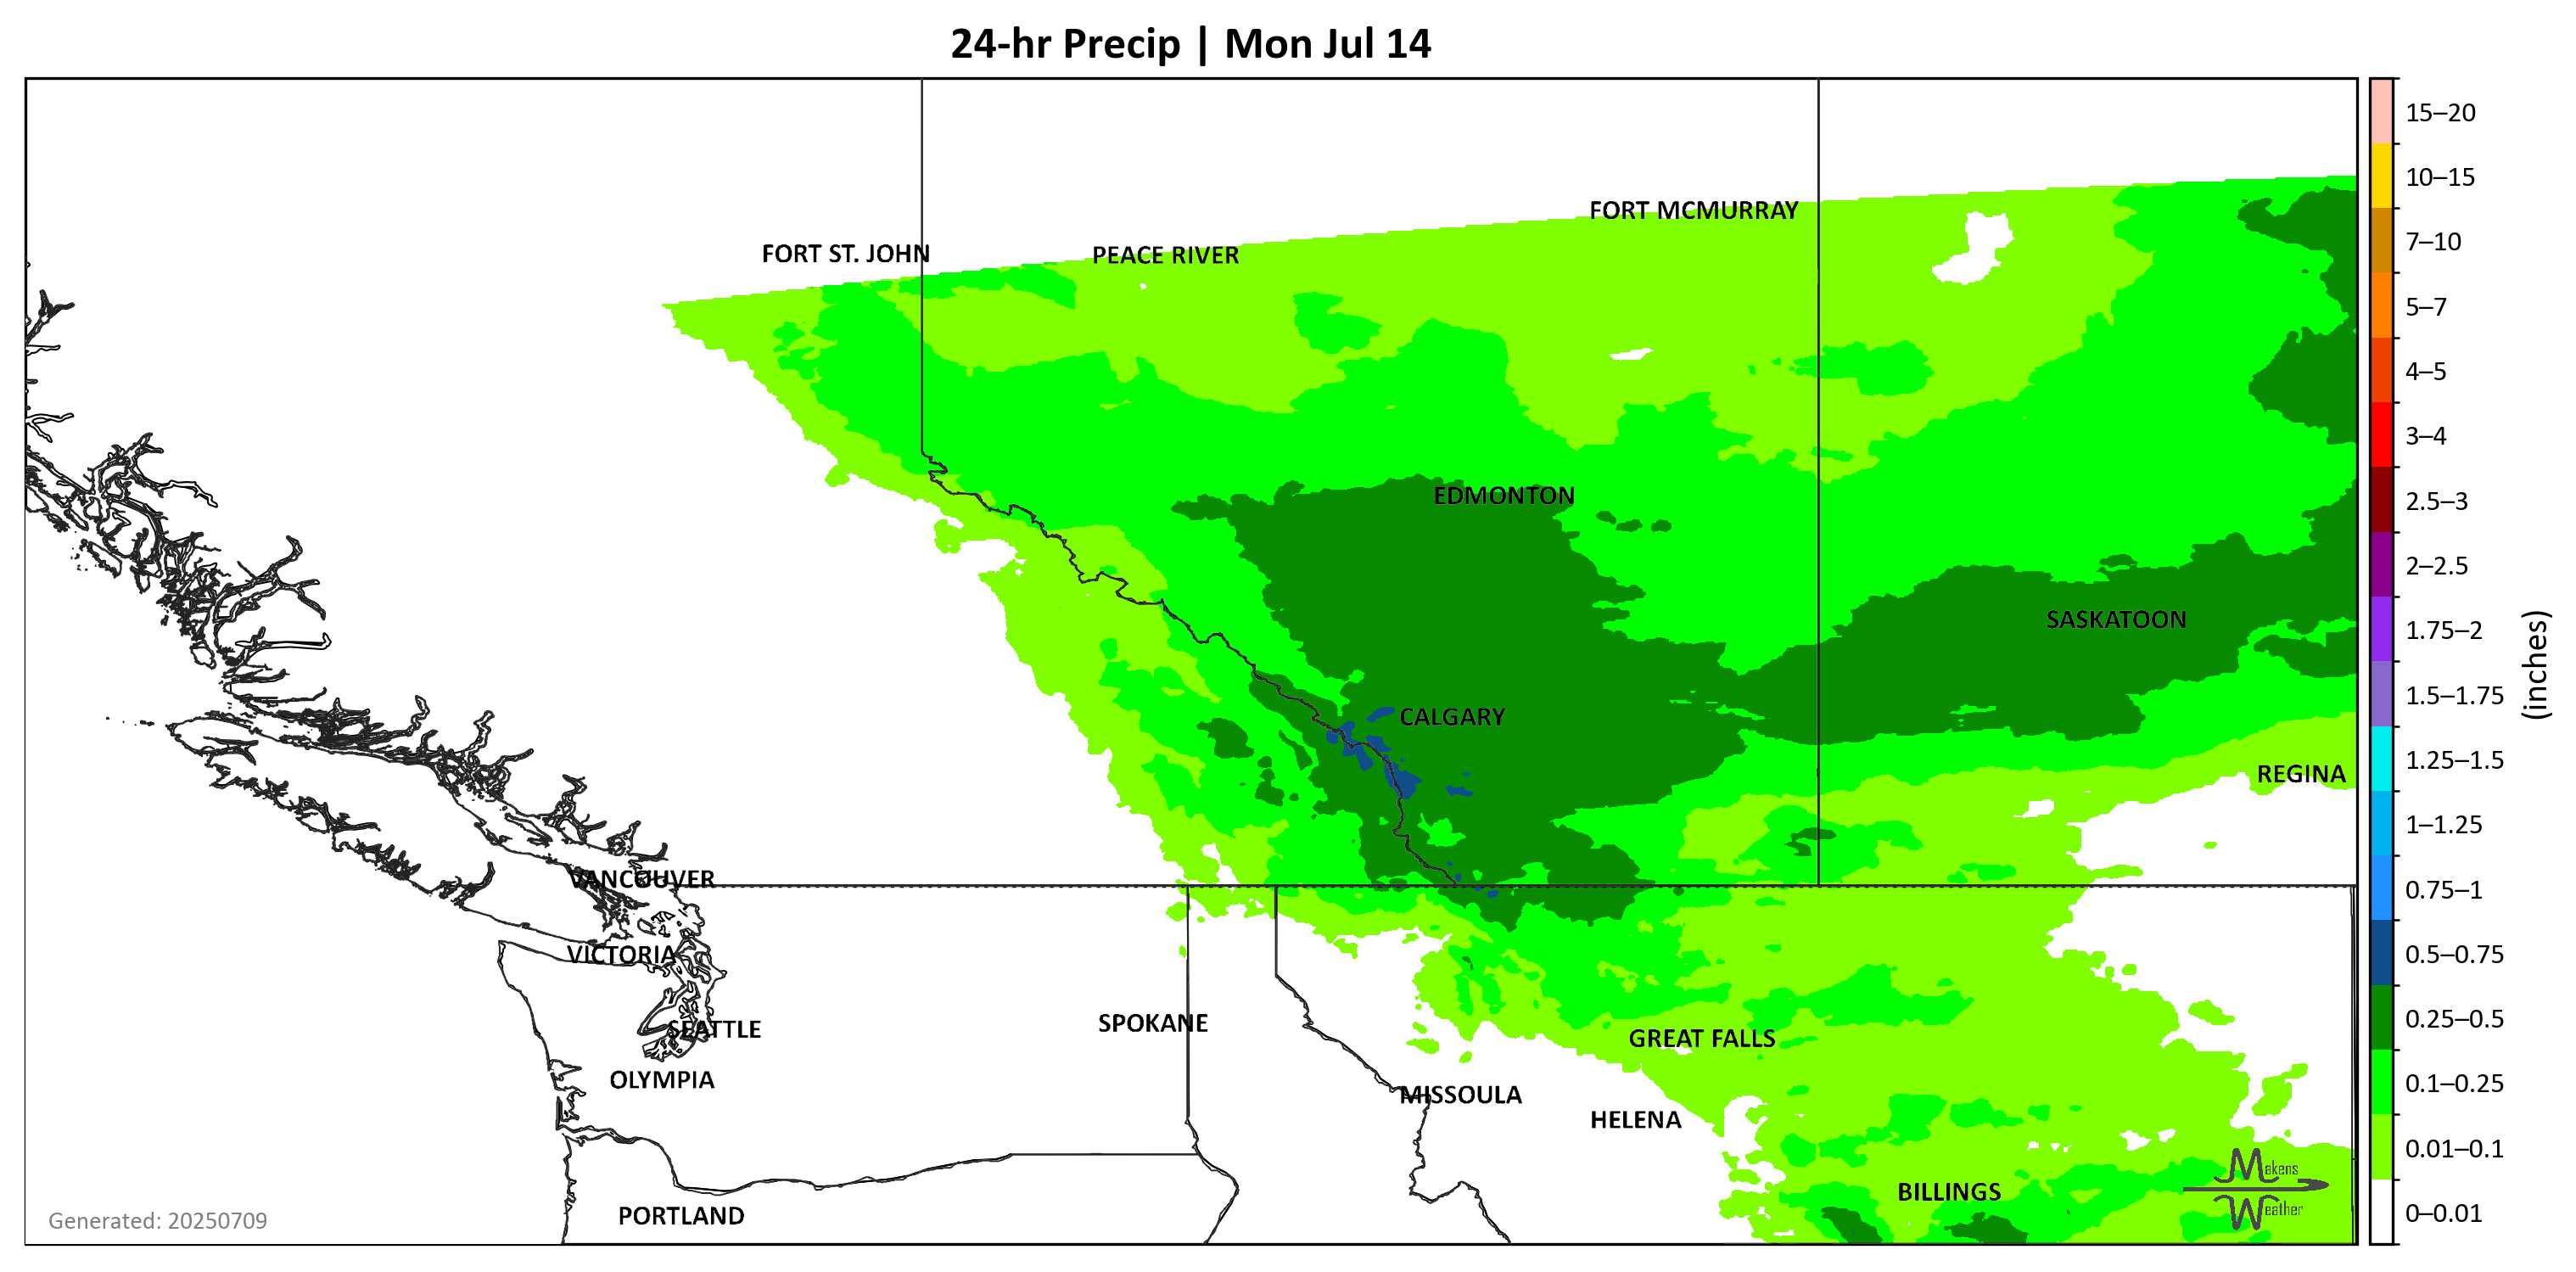 24-hr Precip | Mon Jul 14
15–20
10–15
7–10
5–7
4–5
3–4
2.5–3
2–2.5
1.75–2
1.5–1.75
1.25–1.5
1–1.25
0.75–1
0.5–0.75
0.25–0.5
0.1–0.25
0.01–0.1
0–0.01
(inches)
FORT MCMURRAY
FORT ST. JOHN
PEACE RIVER
EDMONTON
SASKATOON
CALGARY
REGINA
VANCOUVER
VICTORIA
SEATTLE
SPOKANE
GREAT FALLS
OLYMPIA
MISSOULA
HELENA
BILLINGS
PORTLAND
Makens
Weather
Generated: 20250709